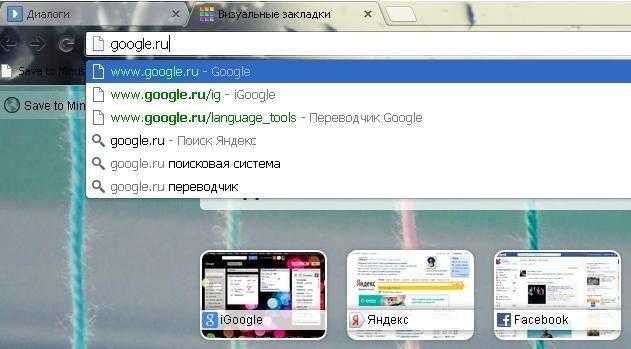 Диалоги
Визуальные закладки
google.ru
Save to
www.google.ru - Google
www.google.ru/ig - iGoogle
www.google.ru/language_tools - Переводчик Google
google.ru - Поиск Яндекс
google.ru поисковая система
google.ru переводчик
Save to Min
iGoogle
Яндекс
Facebook